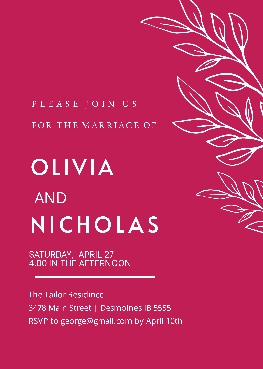 PLEASE JOIN US
FOR THE MARRIAGE OF
OLIVIA
AND
NICHOLAS
SATURDAY, APRIL 27
4:00 IN THE AFTERNOON
The Tailor Residence
3478 Main Street | Desmoines IB 5555
RSVP to george@gmail.com by April 10th